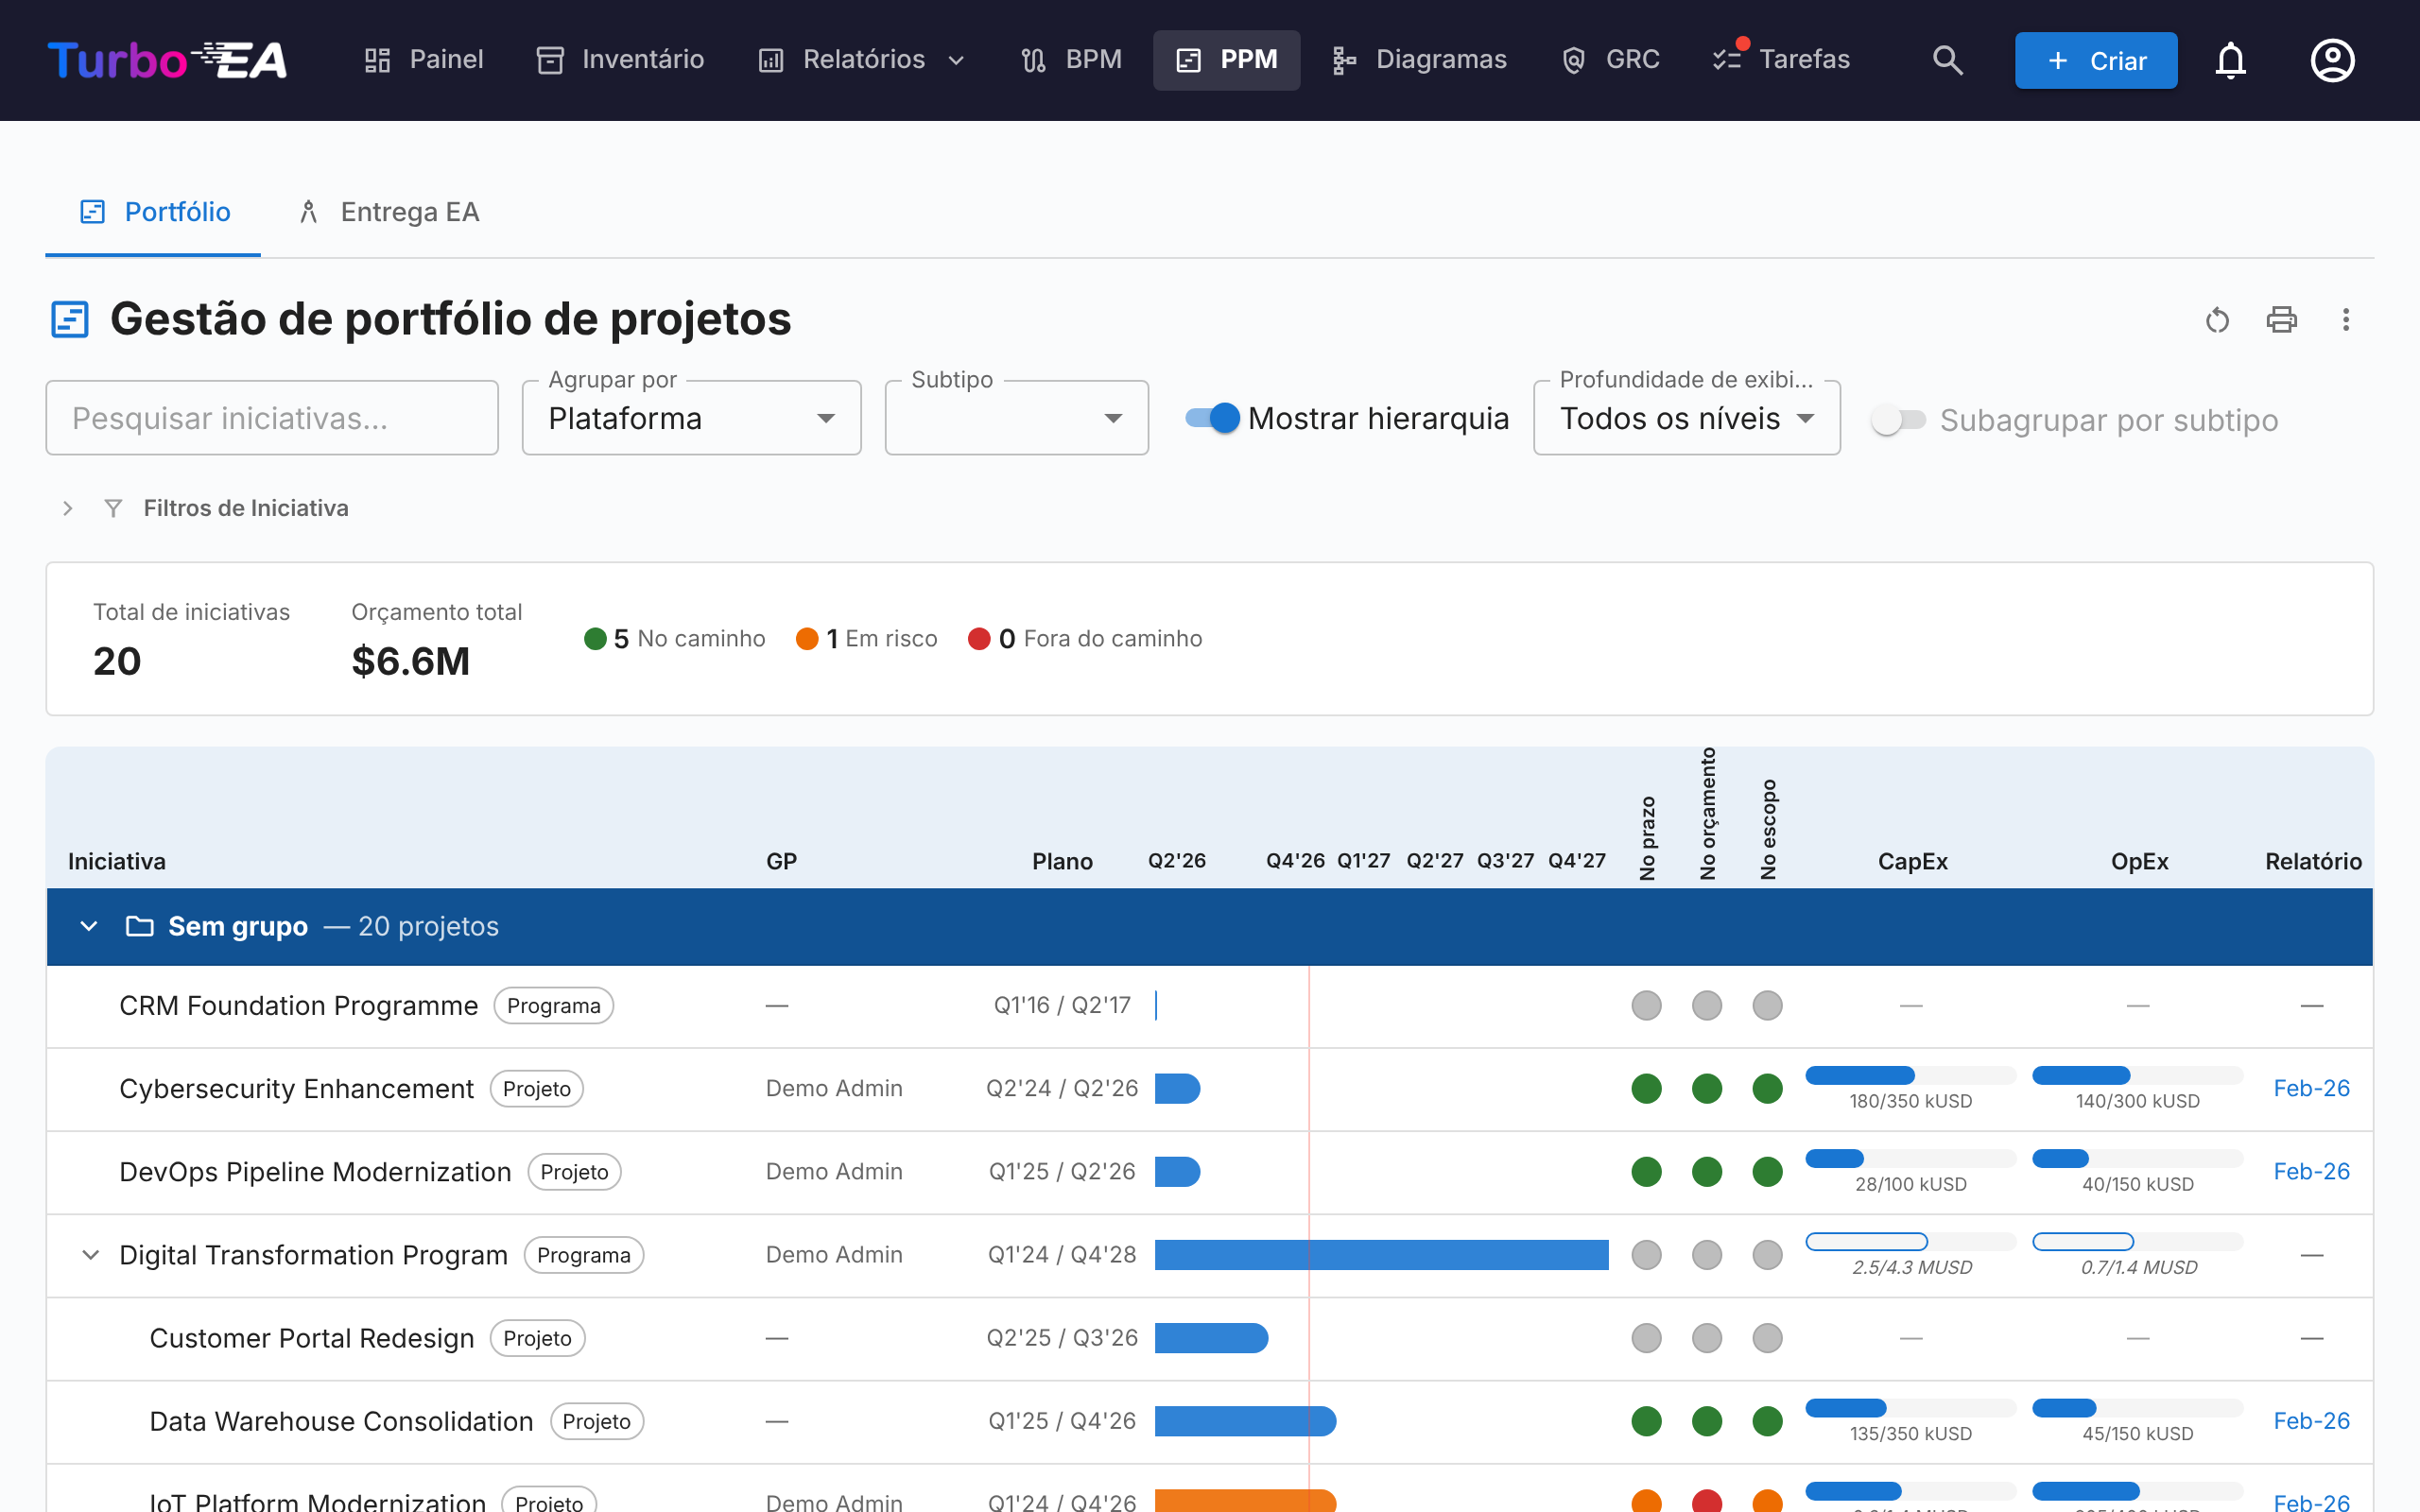 Turbo EA
Painel
Inventário
Relatórios
BPM
PPM
Diagramas
GRC
Tarefas
Criar
Portfólio
Entrega EA
Gestão de portfólio de projetos
Pesquisar iniciativas...
Agrupar por
Plataforma
Subtipo
Mostrar hierarquia
Profundidade de exibi...
Todos os níveis
Subagrupar por subtipo
Filtros de Iniciativa
Total de iniciativas
20
Orçamento total
$6.6M
5 No caminho
1 Em risco
0 Fora do caminho
Iniciativa GP Plano Q2'26 Q4'26 Q1'27 Q2'27 Q3'27 Q4'27 No prazo No orçamento No escopo CapEx OpEx Relatório
Sem grupo — 20 projetos
CRM Foundation Programme Programa — Q1'16 / Q2'17 — — —
Cybersecurity Enhancement Projeto Demo Admin Q2'24 / Q2'26 180/350 kUSD 140/300 kUSD Feb-26
DevOps Pipeline Modernization Projeto Demo Admin Q1'25 / Q2'26 28/100 kUSD 40/150 kUSD Feb-26
Digital Transformation Program Programa Demo Admin Q1'24 / Q4'28 2.5/4.3 MUSD 0.7/1.4 MUSD —
Customer Portal Redesign Projeto — Q2'25 / Q3'26 — — —
Data Warehouse Consolidation Projeto — Q1'25 / Q4'26 135/350 kUSD 45/150 kUSD Feb-26
IoT Platform Modernization Projeto Demo Admin Q1'24 / Q4'26 Feb-26